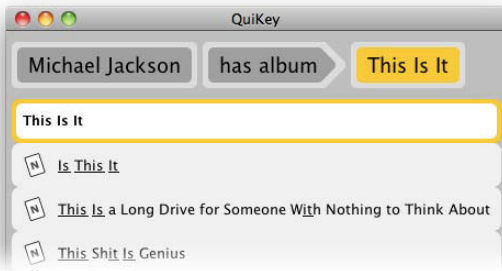 QuiKey
Michael Jackson has album This Is It
This Is It
N Is This It
N This Is a Long Drive for Someone With Nothing to Think About
N This Shit Is Genius